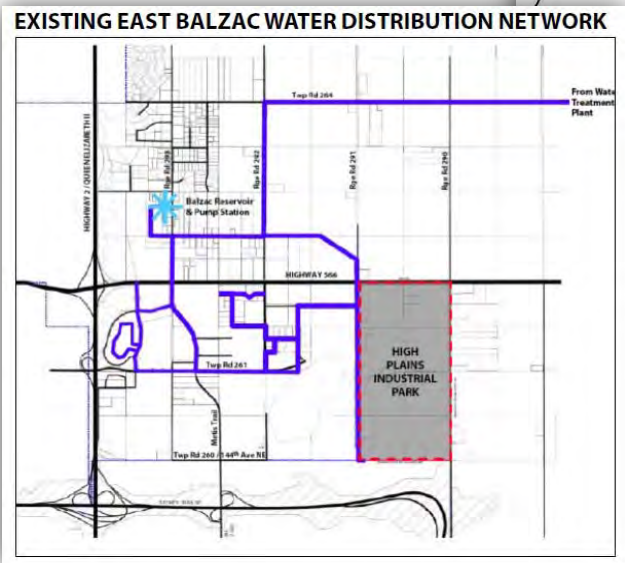 EXISTING EAST BALZAC WATER DISTRIBUTION NETWORK
Twp Rd 264
From Wate
Treatment
Plant
HIGHWAY 2 / QUEEN ELIZABETH II
Rge Rd 293
Rge Rd 292
Rge Rd 291
Rge Rd 290
Balzac Reservoir
& Pump Station
HIGHWAY 566
HIGH
PLAINS
INDUSTRIAL
PARK
Twp Rd 261
Metis Trail
Twp Rd 260 / 144th Ave NE